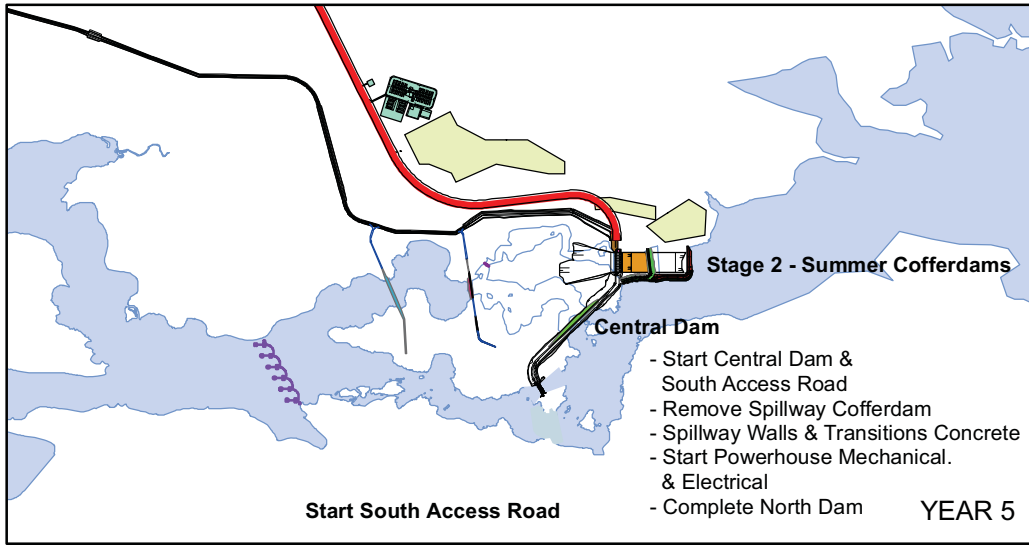 Stage 2 - Summer Cofferdams
Central Dam
- Start Central Dam &
South Access Road
- Remove Spillway Cofferdam
- Spillway Walls & Transitions Concrete
- Start Powerhouse Mechanical.
& Electrical
- Complete North Dam
Start South Access Road
YEAR 5